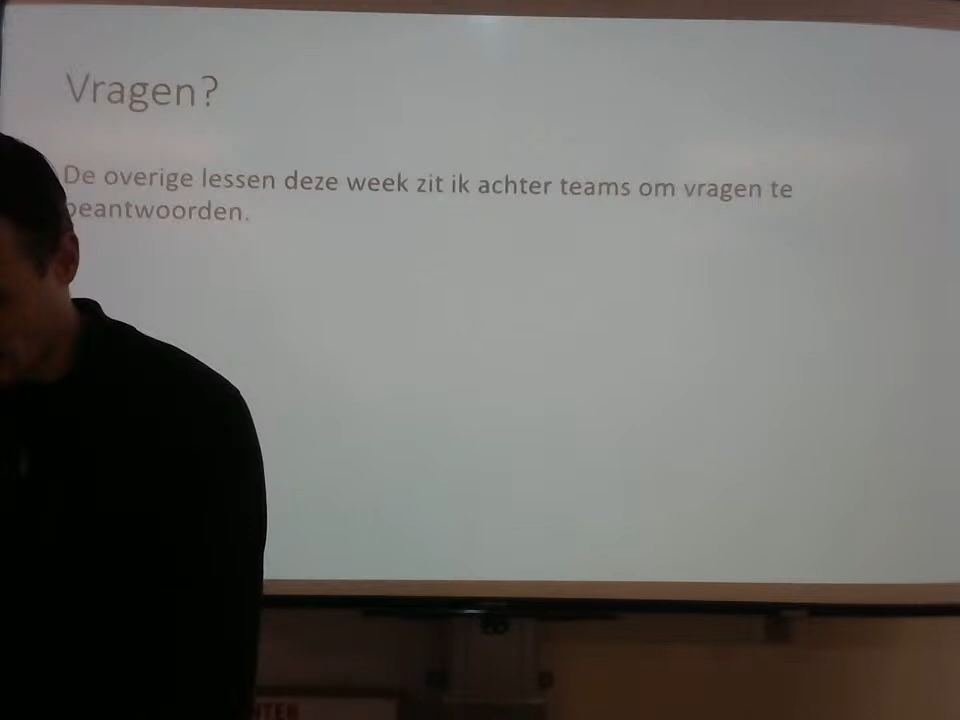 Vragen?
De overige lessen deze week zit ik achter teams om vragen te
beantwoorden.